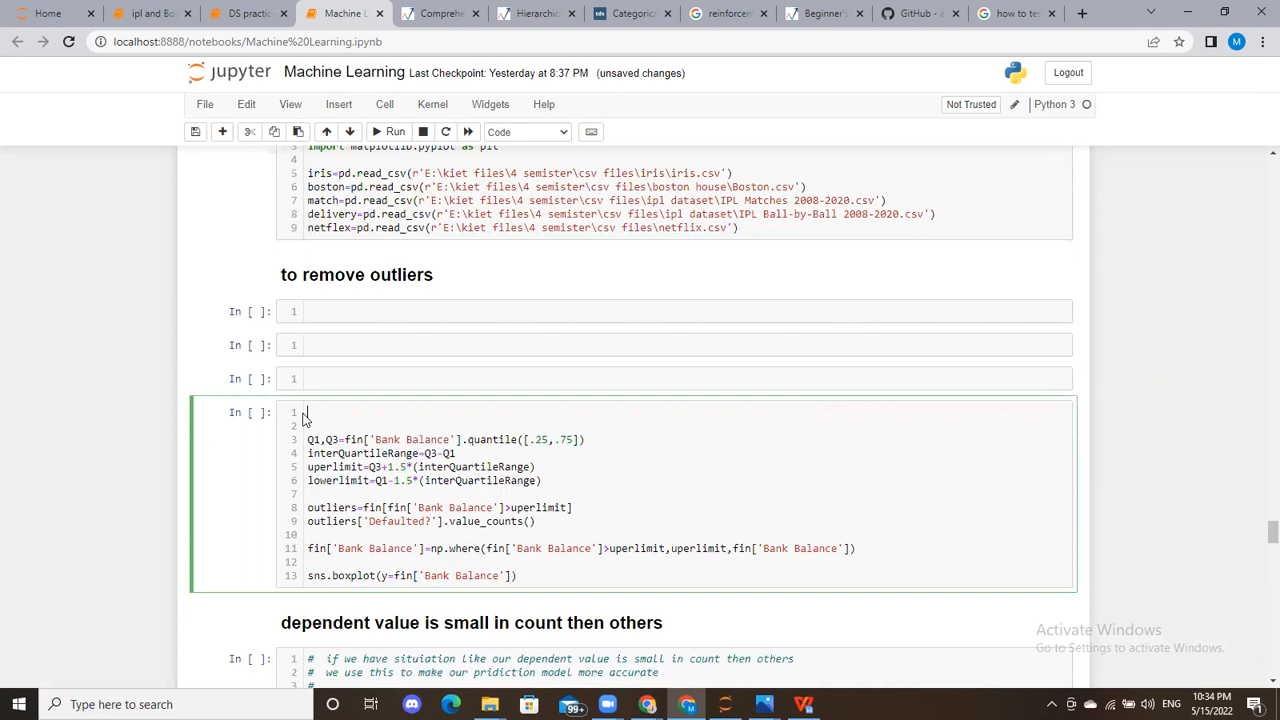 Home
ipl and Bo
DS practic
Machine L
Comprehe
Hierarchic
Categorica
reinforcem
Beginner's
GitHub - a
how to te
localhost:8888/notebooks/Machine%20Learning.ipynb
M
jupyter Machine Learning Last Checkpoint: Yesterday at 8:37 PM (unsaved changes)
Logout
File Edit View Insert Cell Kernel Widgets Help
Not Trusted
Python 3
Run
Code
3 import matplotlib.pyplot as plt
4
5 iris=pd.read_csv(r'E:\kiet files\4 semister\csv files\iris\iris.csv')
6 boston=pd.read_csv(r'E:\kiet files\4 semister\csv files\boston house\Boston.csv')
7 match=pd.read_csv(r'E:\kiet files\4 semister\csv files\ipl dataset\IPL Matches 2008-2020.csv')
8 delivery=pd.read_csv(r'E:\kiet files\4 semister\csv files\ipl dataset\IPL Ball-by-Ball 2008-2020.csv')
9 netflex=pd.read_csv(r'E:\kiet files\4 semister\csv files\netflix.csv')
to remove outliers
In [ ]: 1
In [ ]: 1
In [ ]: 1
In [ ]: 1
2
3 Q1,Q3=fin['Bank Balance'].quantile([.25,.75])
4 interQuartileRange=Q3-Q1
5 uperlimit=Q3+1.5*(interQuartileRange)
6 lowerlimit=Q1-1.5*(interQuartileRange)
7
8 outliers=fin[fin['Bank Balance']>uperlimit]
9 outliers['Defaulted?'].value_counts()
10
11 fin['Bank Balance']=np.where(fin['Bank Balance']>uperlimit,uperlimit,fin['Bank Balance'])
12
13 sns.boxplot(y=fin['Bank Balance'])
dependent value is small in count then others
In [ ]: 1 # if we have situiation like our dependent value is small in count then others
2 # we use this to make our pridiction model more accurate
3 #
Activate Windows
Go to Settings to activate Windows.
Type here to search
99+
M
ENG
10:34 PM
5/15/2022
1